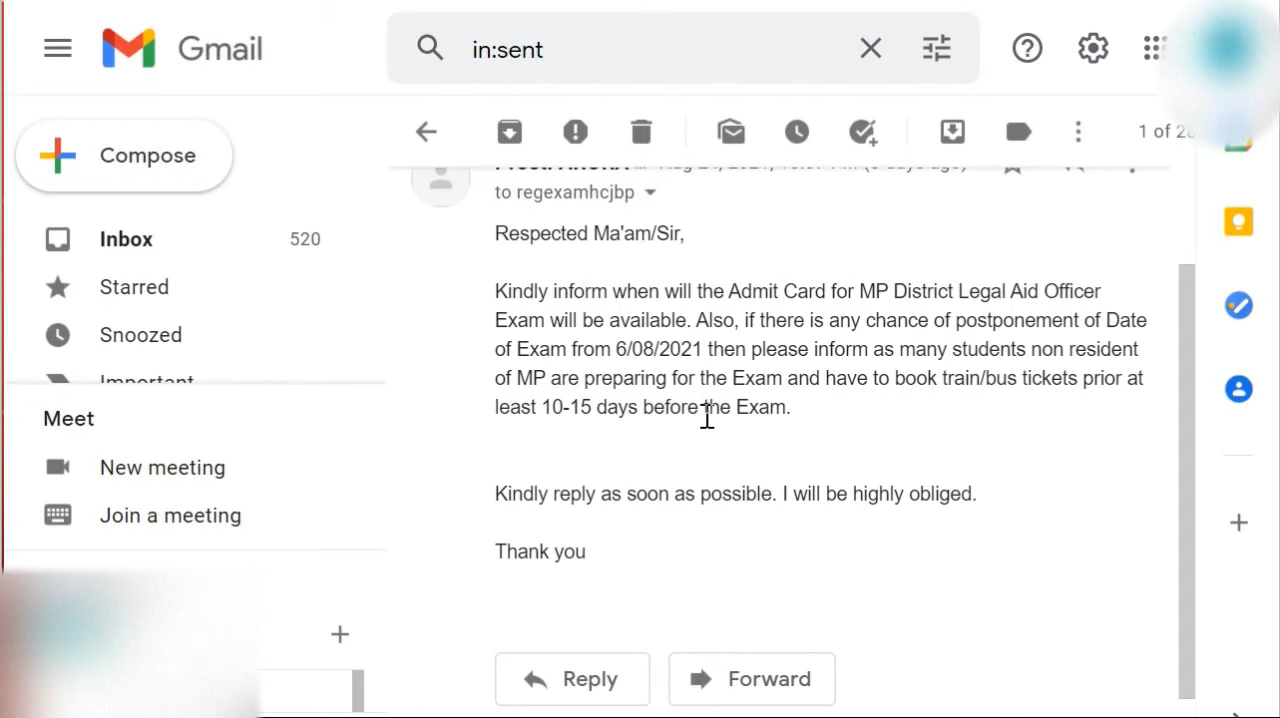 Gmail
in:sent
1 of
Compose
to regexamhcjbp
Inbox 520
Respected Ma'am/Sir,
Starred
Kindly inform when will the Admit Card for MP District Legal Aid Officer
Exam will be available. Also, if there is any chance of postponement of Date
of Exam from 6/08/2021 then please inform as many students non resident
of MP are preparing for the Exam and have to book train/bus tickets prior at
least 10-15 days before the Exam.
Snoozed
Important
Meet
New meeting
Join a meeting
Kindly reply as soon as possible. I will be highly obliged.
Thank you
Reply
Forward